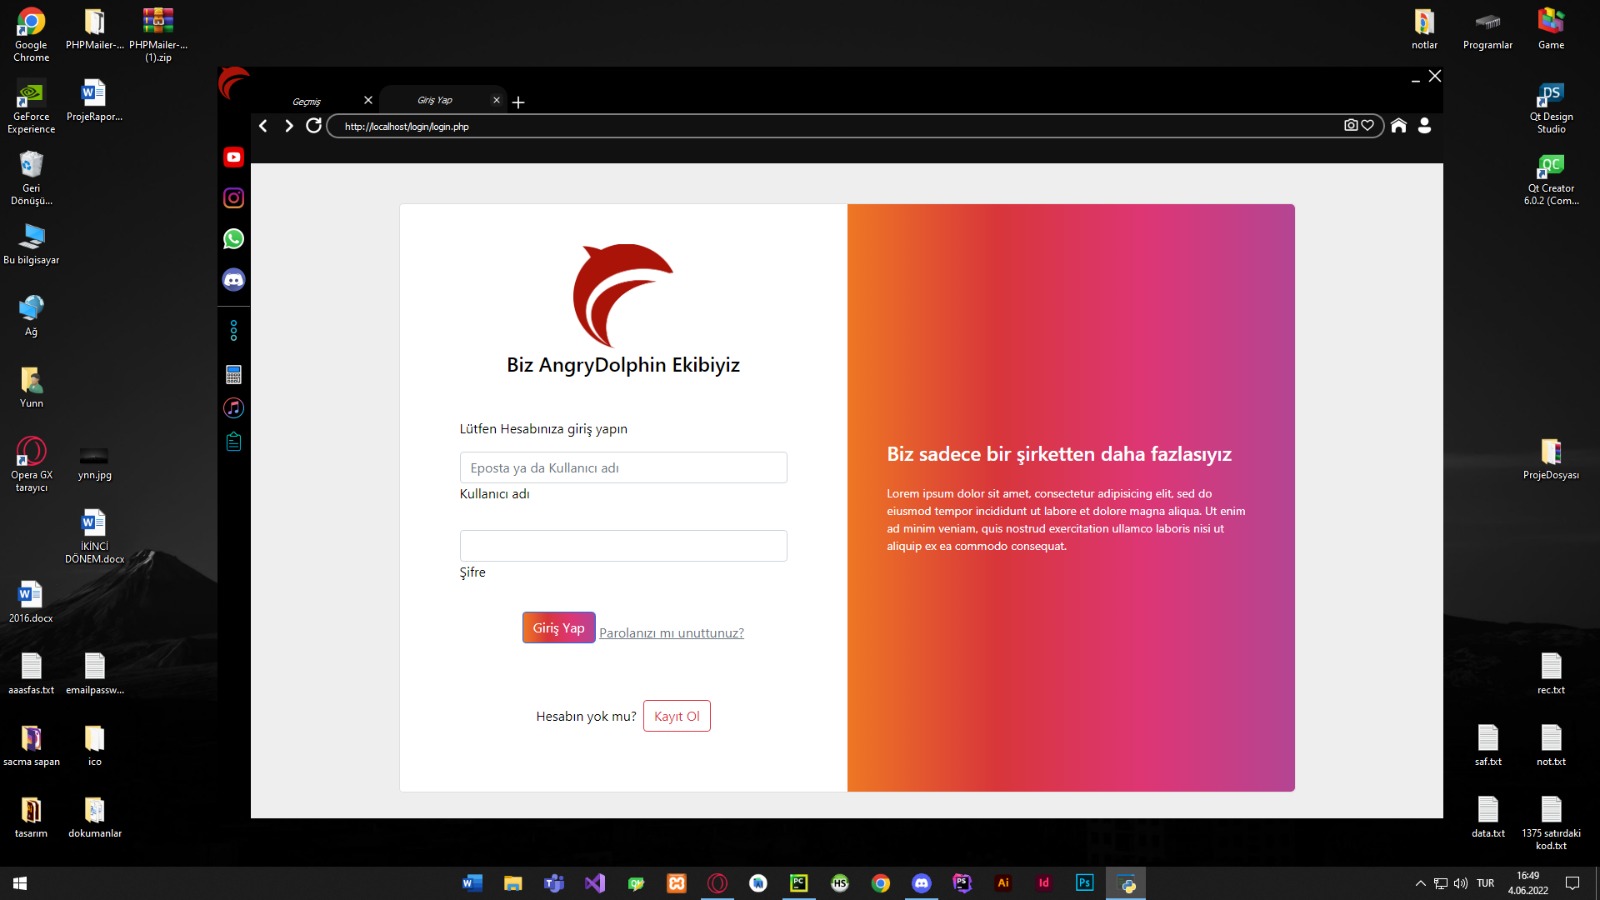 Google Chrome
PHPMailer-...
PHPMailer-... (1).zip
GeForce Experience
ProjeRapor...
Geri Dönüşü...
Bu bilgisayar
Ağ
Yunn
Opera GX tarayıcı
ynn.jpg
İKİNCİ DÖNEM.docx
2016.docx
aaasfas.txt
emailpassw...
sacma sapan
ico
tasarım
dokumanlar
notlar
Programlar
Game
Qt Design Studio
Qt Creator 6.0.2 (Com...
ProjeDosyası
rec.txt
saf.txt
not.txt
data.txt
1375 satırdaki kod.txt
Geçmiş
Giriş Yap
http://localhost/login/login.php
Biz AngryDolphin Ekibiyiz
Lütfen Hesabınıza giriş yapın
Eposta ya da Kullanıcı adı
Kullanıcı adı
Şifre
Giriş Yap
Parolanızı mı unuttunuz?
Hesabın yok mu?
Kayıt Ol
Biz sadece bir şirketten daha fazlasıyız
Lorem ipsum dolor sit amet, consectetur adipisicing elit, sed do
eiusmod tempor incididunt ut labore et dolore magna aliqua. Ut enim
ad minim veniam, quis nostrud exercitation ullamco laboris nisi ut
aliquip ex ea commodo consequat.
TUR
16:49
4.06.2022